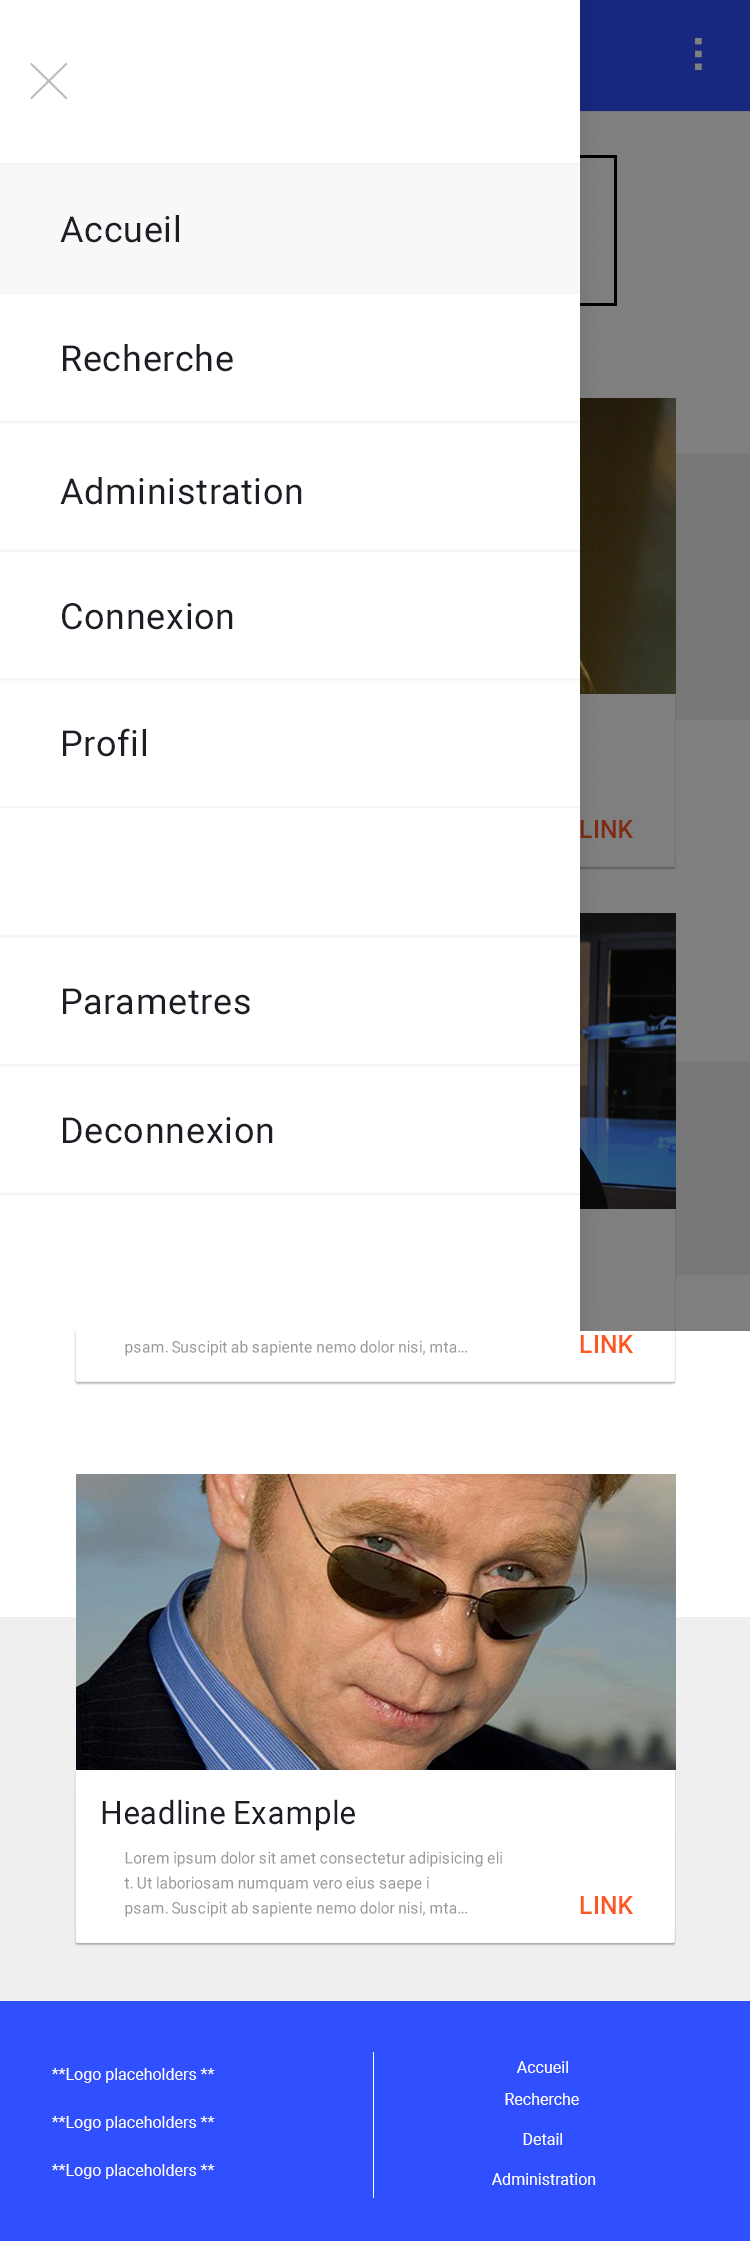 Accueil
Recherche
Administration
Connexion
Profil
LINK
Parametres
Deconnexion
psam. Suscipit ab sapiente nemo dolor nisi, mta...
LINK
Headline Example
Lorem ipsum dolor sit amet consectetur adipisicing eli
t. Ut laboriosam numquam vero eius saepe i
psam. Suscipit ab sapiente nemo dolor nisi, mta...
LINK
**Logo placeholders **
**Logo placeholders **
**Logo placeholders **
Accueil
Recherche
Detail
Administration